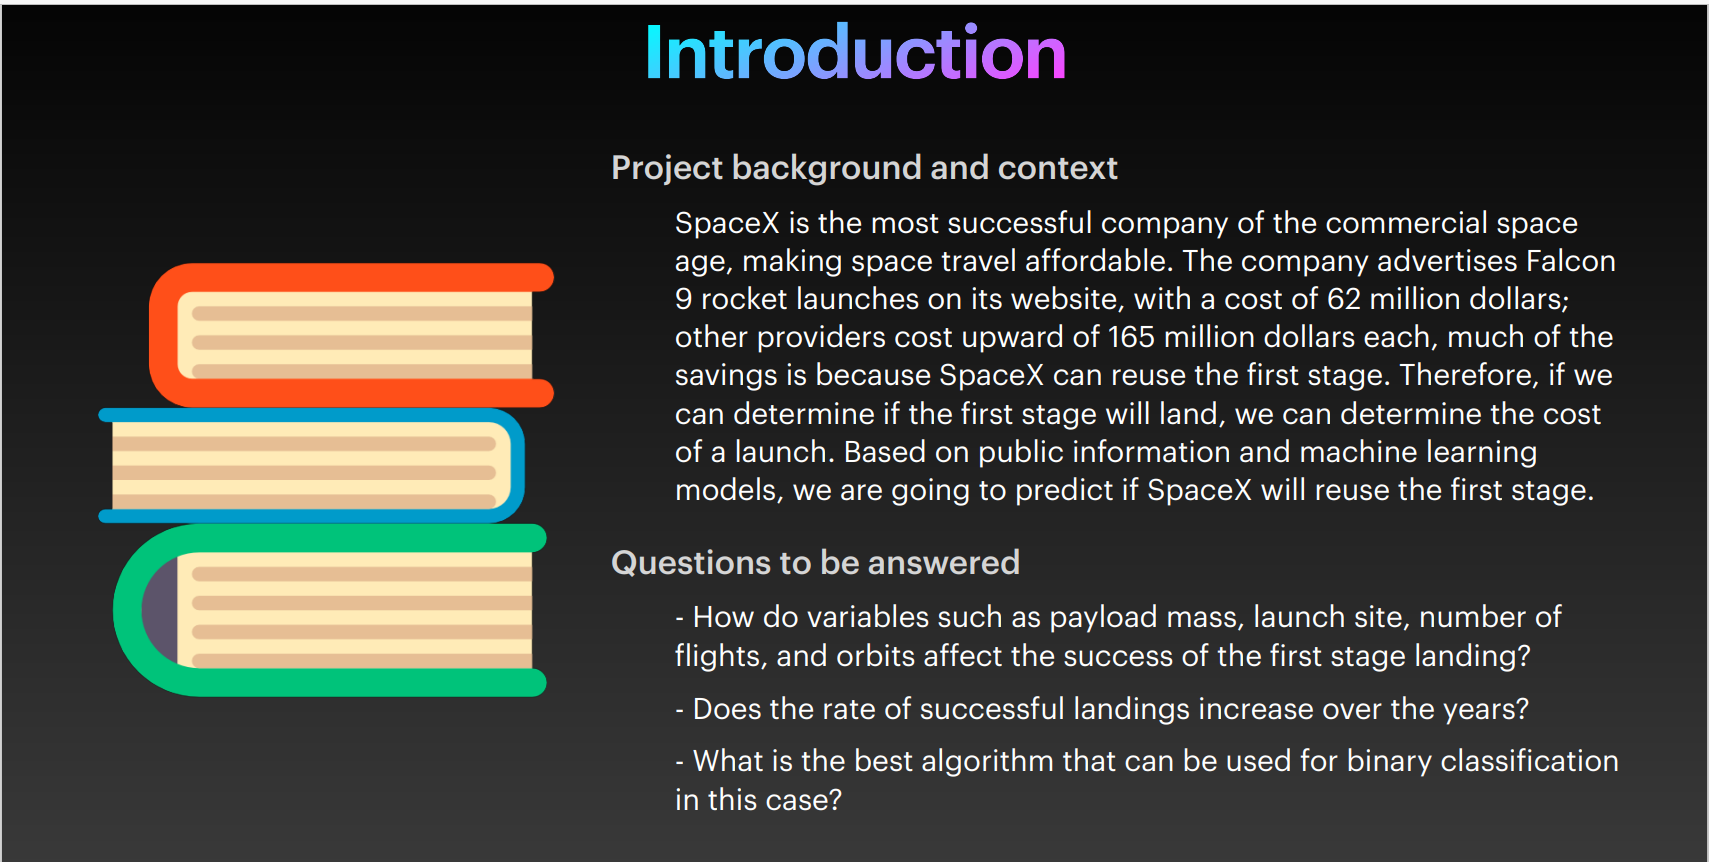 Introduction
Project background and context
SpaceX is the most successful company of the commercial space
age, making space travel affordable. The company advertises Falcon
9 rocket launches on its website, with a cost of 62 million dollars;
other providers cost upward of 165 million dollars each, much of the
savings is because SpaceX can reuse the first stage. Therefore, if we
can determine if the first stage will land, we can determine the cost
of a launch. Based on public information and machine learning
models, we are going to predict if SpaceX will reuse the first stage.
Questions to be answered
- How do variables such as payload mass, launch site, number of
flights, and orbits affect the success of the first stage landing?
- Does the rate of successful landings increase over the years?
- What is the best algorithm that can be used for binary classification
in this case?